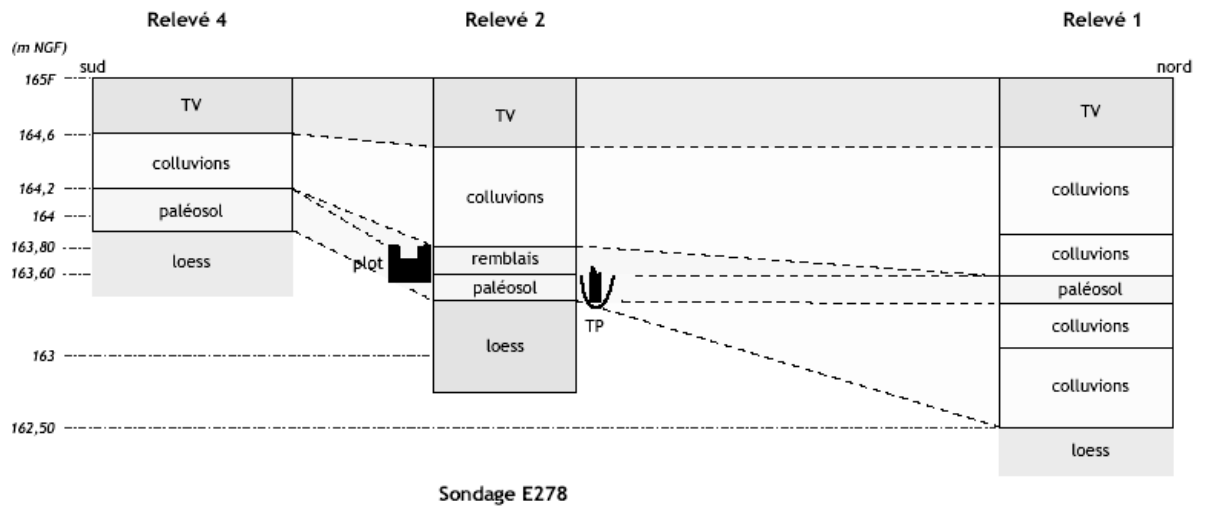 Relevé 4 Relevé 2 Relevé 1
(m NGF)
sud nord
165F
TV TV TV
164,6
colluvions colluvions colluvions
164,2
paléosol
164
163,80
loess plot remblais colluvions
163,60
paléosol paléosol
TP
colluvions
loess
163
colluvions
162,50
loess
Sondage E278